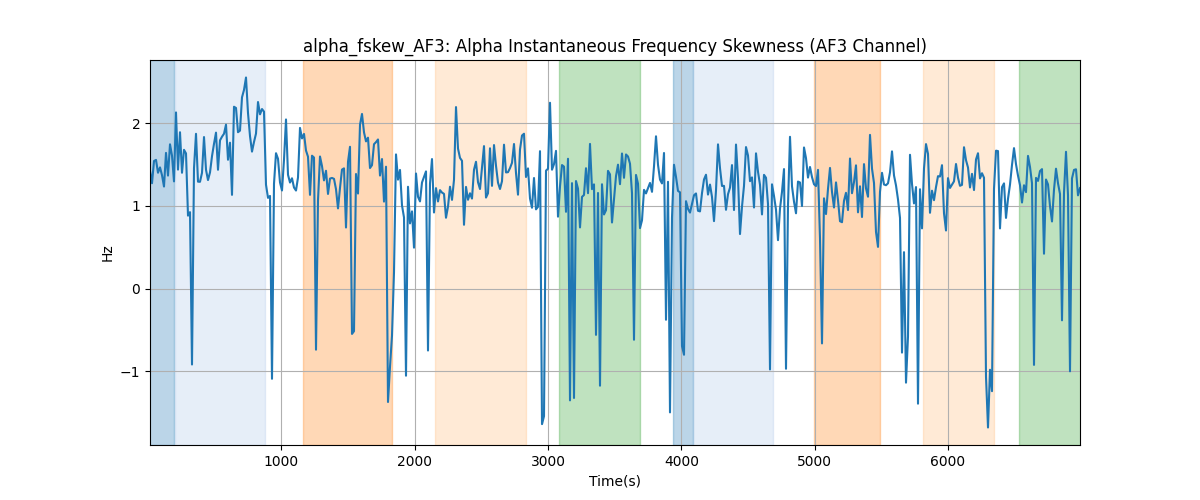 alpha_fskew_AF3: Alpha Instantaneous Frequency Skewness (AF3 Channel)
2
1
0
−1
Hz
1000 2000 3000 4000 5000 6000
Time(s)